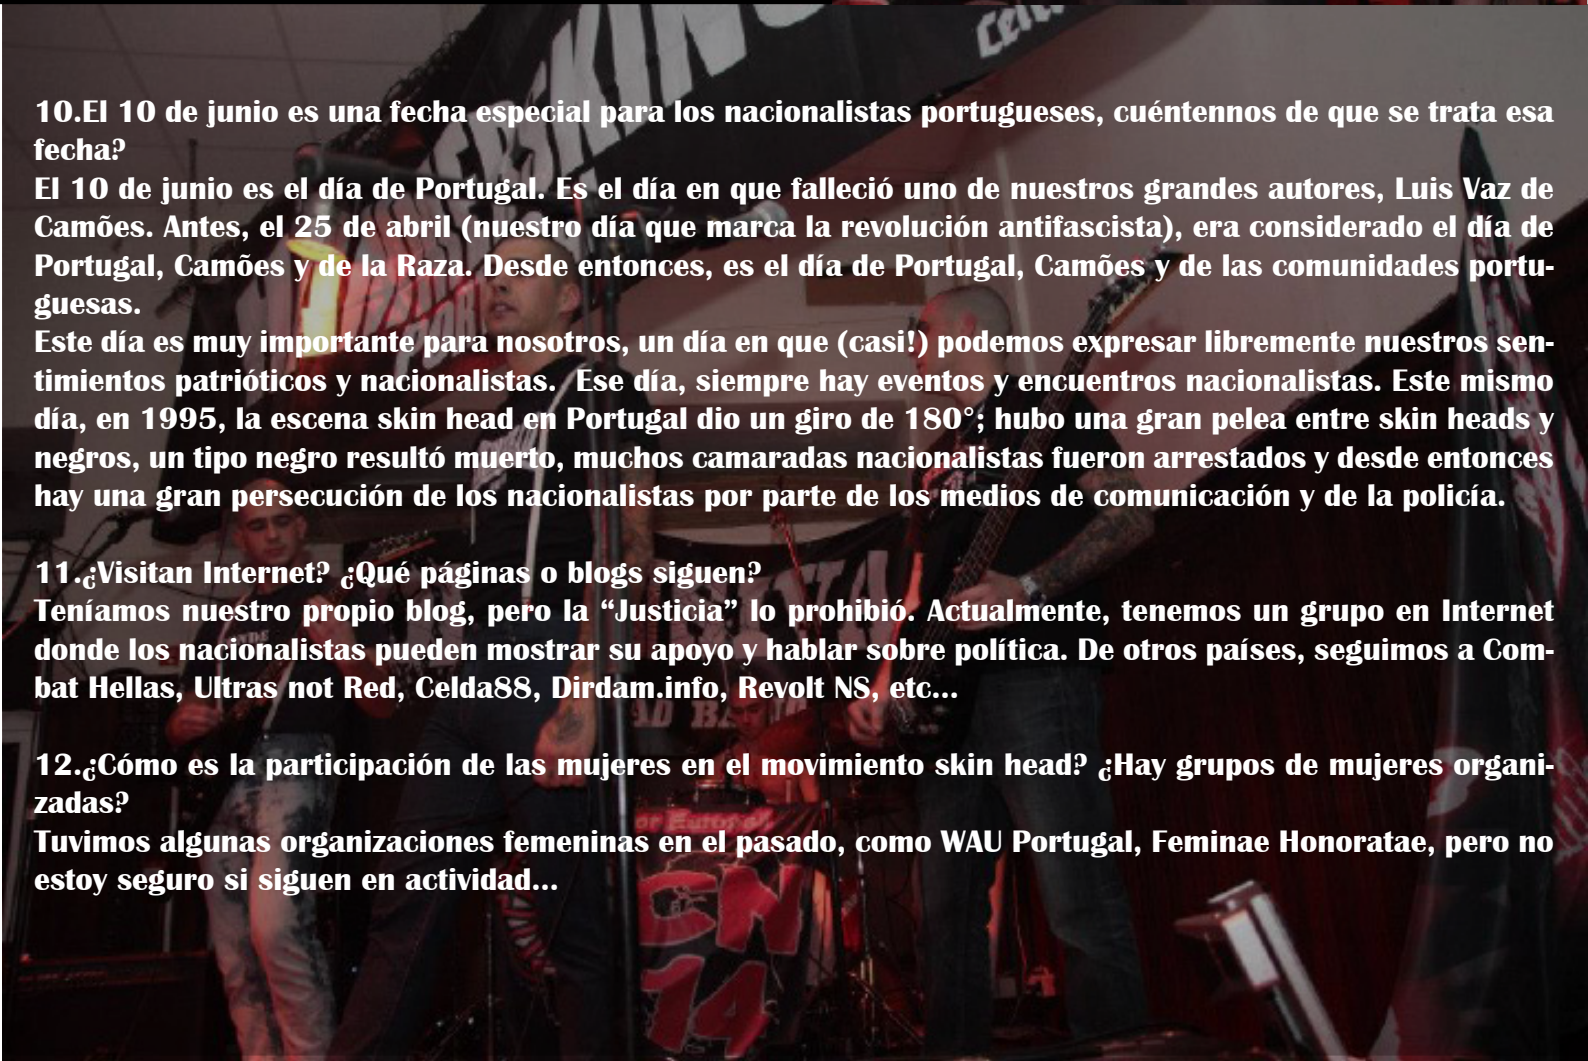 10.El 10 de junio es una fecha especial para los nacionalistas portugueses, cuéntennos de que se trata esa
fecha?
El 10 de junio es el día de Portugal. Es el día en que falleció uno de nuestros grandes autores, Luis Vaz de
Camões. Antes, el 25 de abril (nuestro día que marca la revolución antifascista), era considerado el día de
Portugal, Camões y de la Raza. Desde entonces, es el día de Portugal, Camões y de las comunidades portu-
guesas.
Este día es muy importante para nosotros, un día en que (casi!) podemos expresar libremente nuestros sen-
timientos patrióticos y nacionalistas.  Ese día, siempre hay eventos y encuentros nacionalistas. Este mismo
día, en 1995, la escena skin head en Portugal dio un giro de 180°; hubo una gran pelea entre skin heads y
negros, un tipo negro resultó muerto, muchos camaradas nacionalistas fueron arrestados y desde entonces
hay una gran persecución de los nacionalistas por parte de los medios de comunicación y de la policía.
11.¿Visitan Internet? ¿Qué páginas o blogs siguen?
Teníamos nuestro propio blog, pero la “Justicia” lo prohibió. Actualmente, tenemos un grupo en Internet
donde los nacionalistas pueden mostrar su apoyo y hablar sobre política. De otros países, seguimos a Com-
bat Hellas, Ultras not Red, Celda88, Dirdam.info, Revolt NS, etc...
12.¿Cómo es la participación de las mujeres en el movimiento skin head? ¿Hay grupos de mujeres organi-
zadas?
Tuvimos algunas organizaciones femeninas en el pasado, como WAU Portugal, Feminae Honoratae, pero no
estoy seguro si siguen en actividad...
CN
14